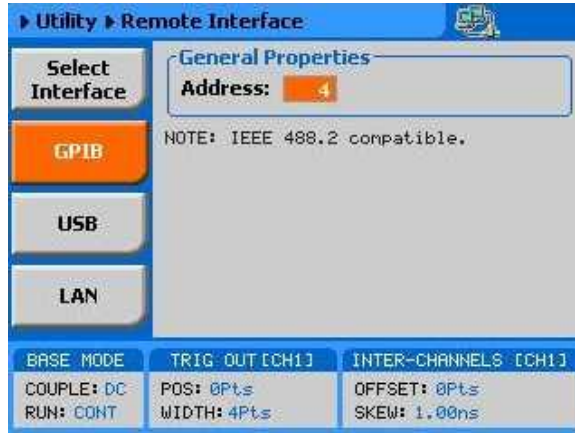 Utility Remote Interface
Select
Interface
General Properties
Address: 4
GPIB
NOTE: IEEE 488.2 compatible.
USB
LAN
BASE MODE
COUPLE: DC
RUN: CONT
TRIG OUT [CH1]
POS: 0Pts
WIDTH: 4Pts
INTER-CHANNELS [CH1]
OFFSET: 0Pts
SKEW: 1.00ns